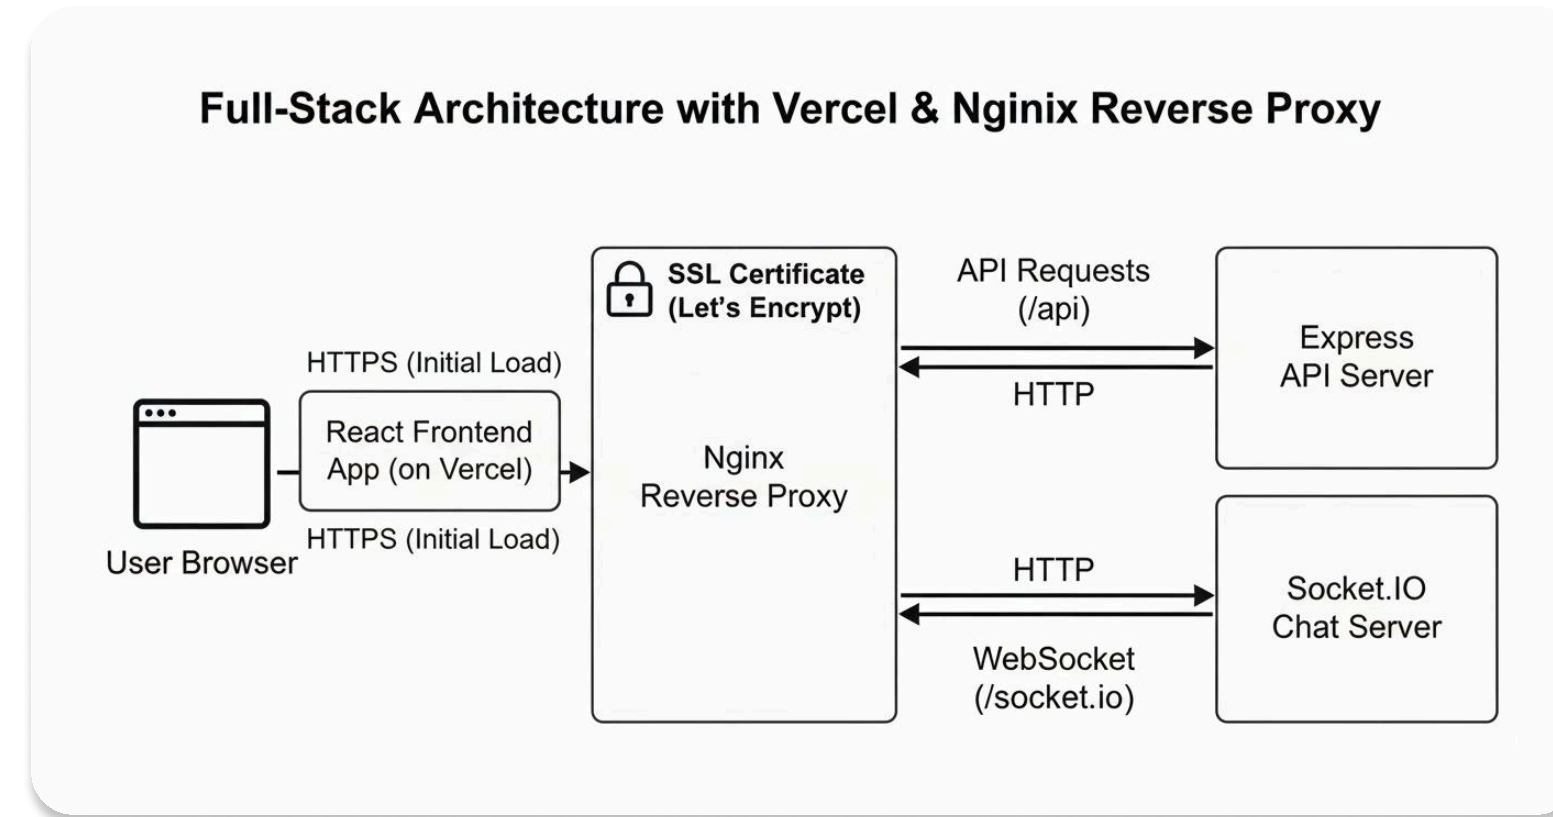 Full-Stack Architecture with Vercel & Nginix Reverse Proxy
SSL Certificate
(Let's Encrypt)
API Requests
(/api)
Express
API Server
HTTP
HTTPS (Initial Load)
React Frontend
App (on Vercel)
HTTPS (Initial Load)
User Browser
Nginx
Reverse Proxy
HTTP
WebSocket
(/socket.io)
Socket.IO
Chat Server